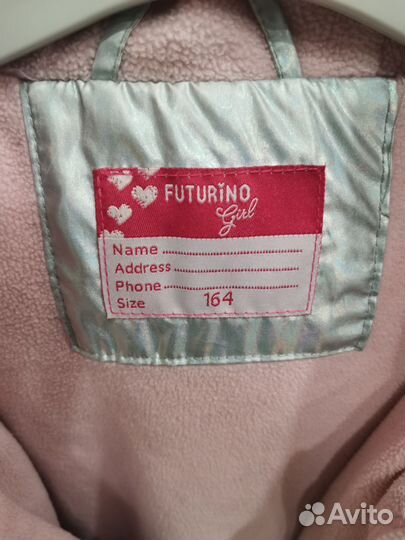 FUTURiNO
Girl
Name
Address
Phone
Size 164
Avito